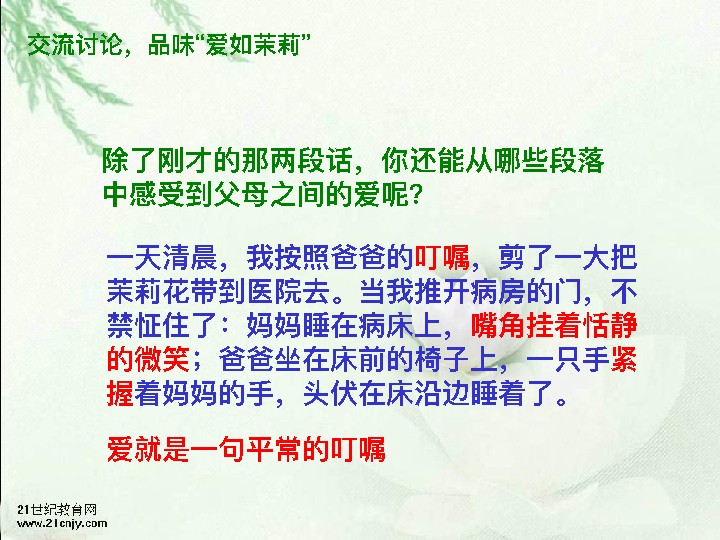 交流讨论，品味“爱如茉莉”
除了刚才的那两段话，你还能从哪些段落
中感受到父母之间的爱呢？
一天清晨，我按照爸爸的叮嘱，剪了一大把
茉莉花带到医院去。当我推开病房的门，不
禁怔住了：妈妈睡在病床上，嘴角挂着恬静
的微笑；爸爸坐在床前的椅子上，一只手紧
握着妈妈的手，头伏在床沿边睡着了。
爱就是一句平常的叮嘱
21世纪教育网
www.21cnjy.com